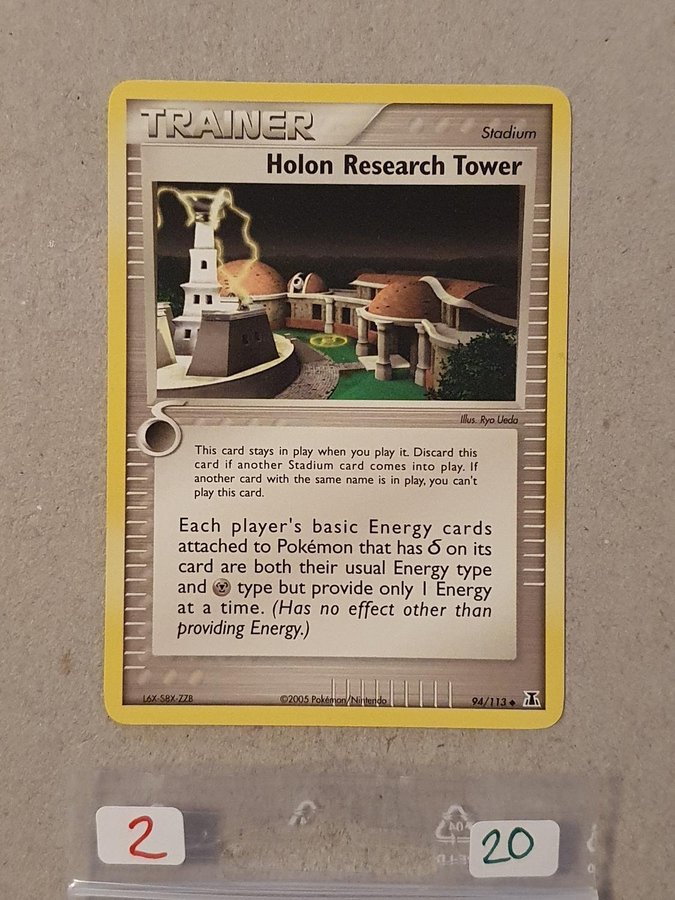 TRAINER
Stadium
Holon Research Tower
Illus. Ryo Ueda
This card stays in play when you play it. Discard this
card if another Stadium card comes into play. If
another card with the same name is in play, you can't
play this card.
Each player's basic Energy cards
attached to Pokémon that has δ on its
card are both their usual Energy type
and type but provide only 1 Energy
at a time. (Has no effect other than
providing Energy.)
L6X-S8X-ZZB
©2005 Pokémon/Nintendo
94/113
2
20